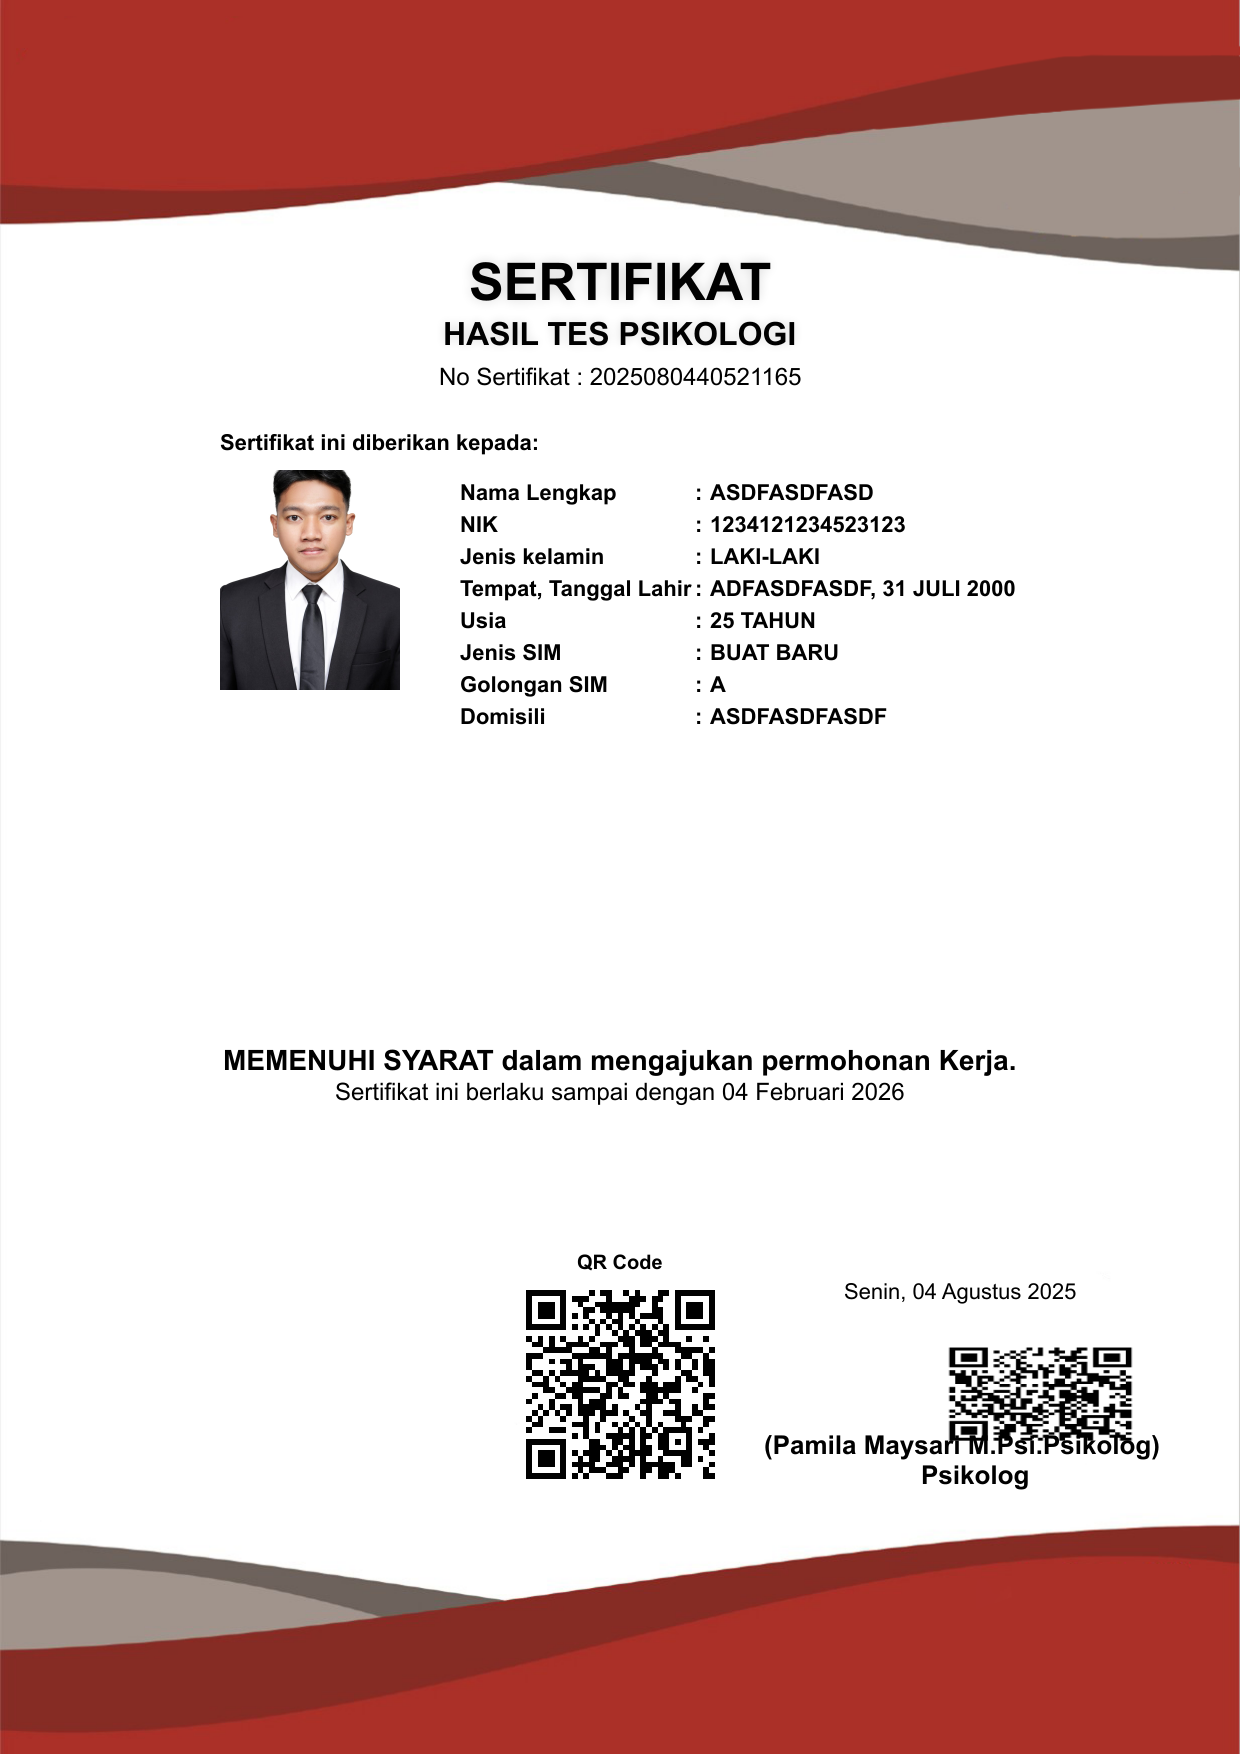 SERTIFIKAT
HASIL TES PSIKOLOGI
No Sertifikat : 2025080440521165
Sertifikat ini diberikan kepada:
Nama Lengkap : ASDFASDFASD
NIK : 1234121234523123
Jenis kelamin : LAKI-LAKI
Tempat, Tanggal Lahir : ADFASDFASDF, 31 JULI 2000
Usia : 25 TAHUN
Jenis SIM : BUAT BARU
Golongan SIM : A
Domisili : ASDFASDFASDF
MEMENUHI SYARAT dalam mengajukan permohonan Kerja.
Sertifikat ini berlaku sampai dengan 04 Februari 2026
QR Code
Senin, 04 Agustus 2025
(Pamila Maysari M.Psi.Psikolog)
Psikolog